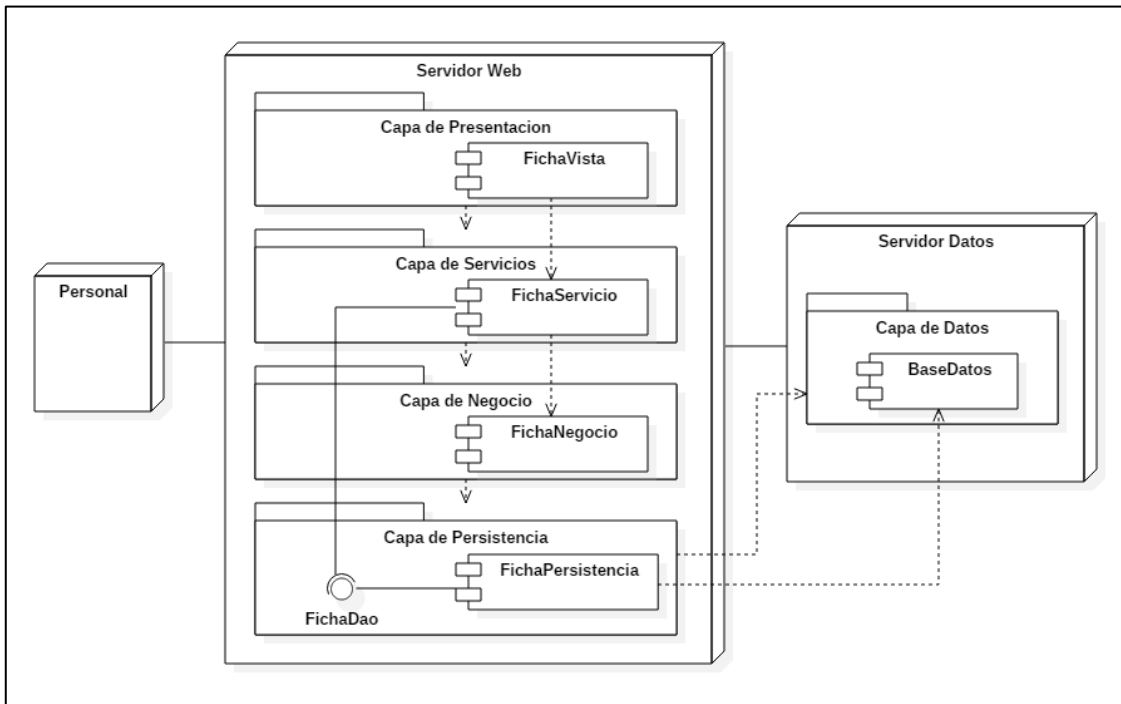 Servidor Web
Capa de Presentacion
FichaVista
Capa de Servicios
FichaServicio
Capa de Negocio
FichaNegocio
Capa de Persistencia
FichaPersistencia
FichaDao
Personal
Servidor Datos
Capa de Datos
BaseDatos